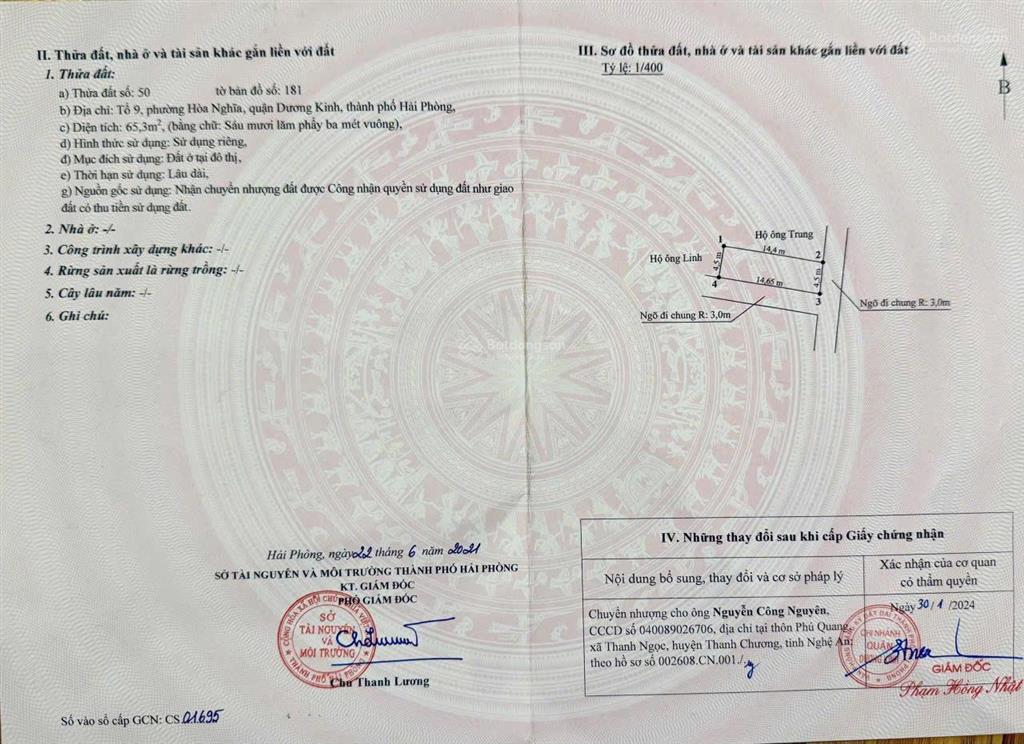 II. Thửa đất, nhà ở và tài sản khác gắn liền với đất
1. Thửa đất:
a) Thửa đất số: 50 tờ bản đồ số: 181
b) Địa chỉ: Tổ 9, phường Hòa Nghĩa, quận Dương Kinh, thành phố Hải Phòng,
c) Diện tích: 65,3m², (bằng chữ: Sáu mươi lăm phẩy ba mét vuông),
d) Hình thức sử dụng: Sử dụng riêng,
đ) Mục đích sử dụng: Đất ở tại đô thị,
e) Thời hạn sử dụng: Lâu dài,
g) Nguồn gốc sử dụng: Nhận chuyển nhượng đất được Công nhận quyền sử dụng đất như giao
đất có thu tiền sử dụng đất.
2. Nhà ở: -/-
3. Công trình xây dựng khác: -/-
4. Rừng sản xuất là rừng trồng: -/-
5. Cây lâu năm: -/-
6. Ghi chú:
Hải Phòng, ngày 22 tháng 6 năm 2021
SỞ TÀI NGUYÊN VÀ MÔI TRƯỜNG THÀNH PHỐ HẢI PHÒNG
KT. GIÁM ĐỐC
PHÓ GIÁM ĐỐC
SỞ
TÀI NGUYÊN
VÀ
MÔI TRƯỜNG
Chu Thanh Lương
Số vào sổ cấp GCN: CS 01695
III. Sơ đồ thửa đất, nhà ở và tài sản khác gắn liền với đất
Tỷ lệ: 1/400
B
Hộ ông Trung
1
14,4 m
2
Hộ ông Linh
4,5 m
4,5 m
4
14,65 m
3
Ngõ đi chung R: 3,0m
Ngõ đi chung R: 3,0m
Batdongsan
Batdongsan
IV. Những thay đổi sau khi cấp Giấy chứng nhận
Nội dung bổ sung, thay đổi và cơ sở pháp lý
Xác nhận của cơ quan
có thẩm quyền
Chuyển nhượng cho ông Nguyễn Công Nguyên,
CCCD số 040089026706, địa chỉ tại thôn Phú Quang,
xã Thanh Ngọc, huyện Thanh Chương, tỉnh Nghệ An;
theo hồ sơ số 002608.CN.001./.
Ngày 30/1/2024
CHI NHÁNH
QUẬN
GIÁM ĐỐC
Phạm Hồng Nhật